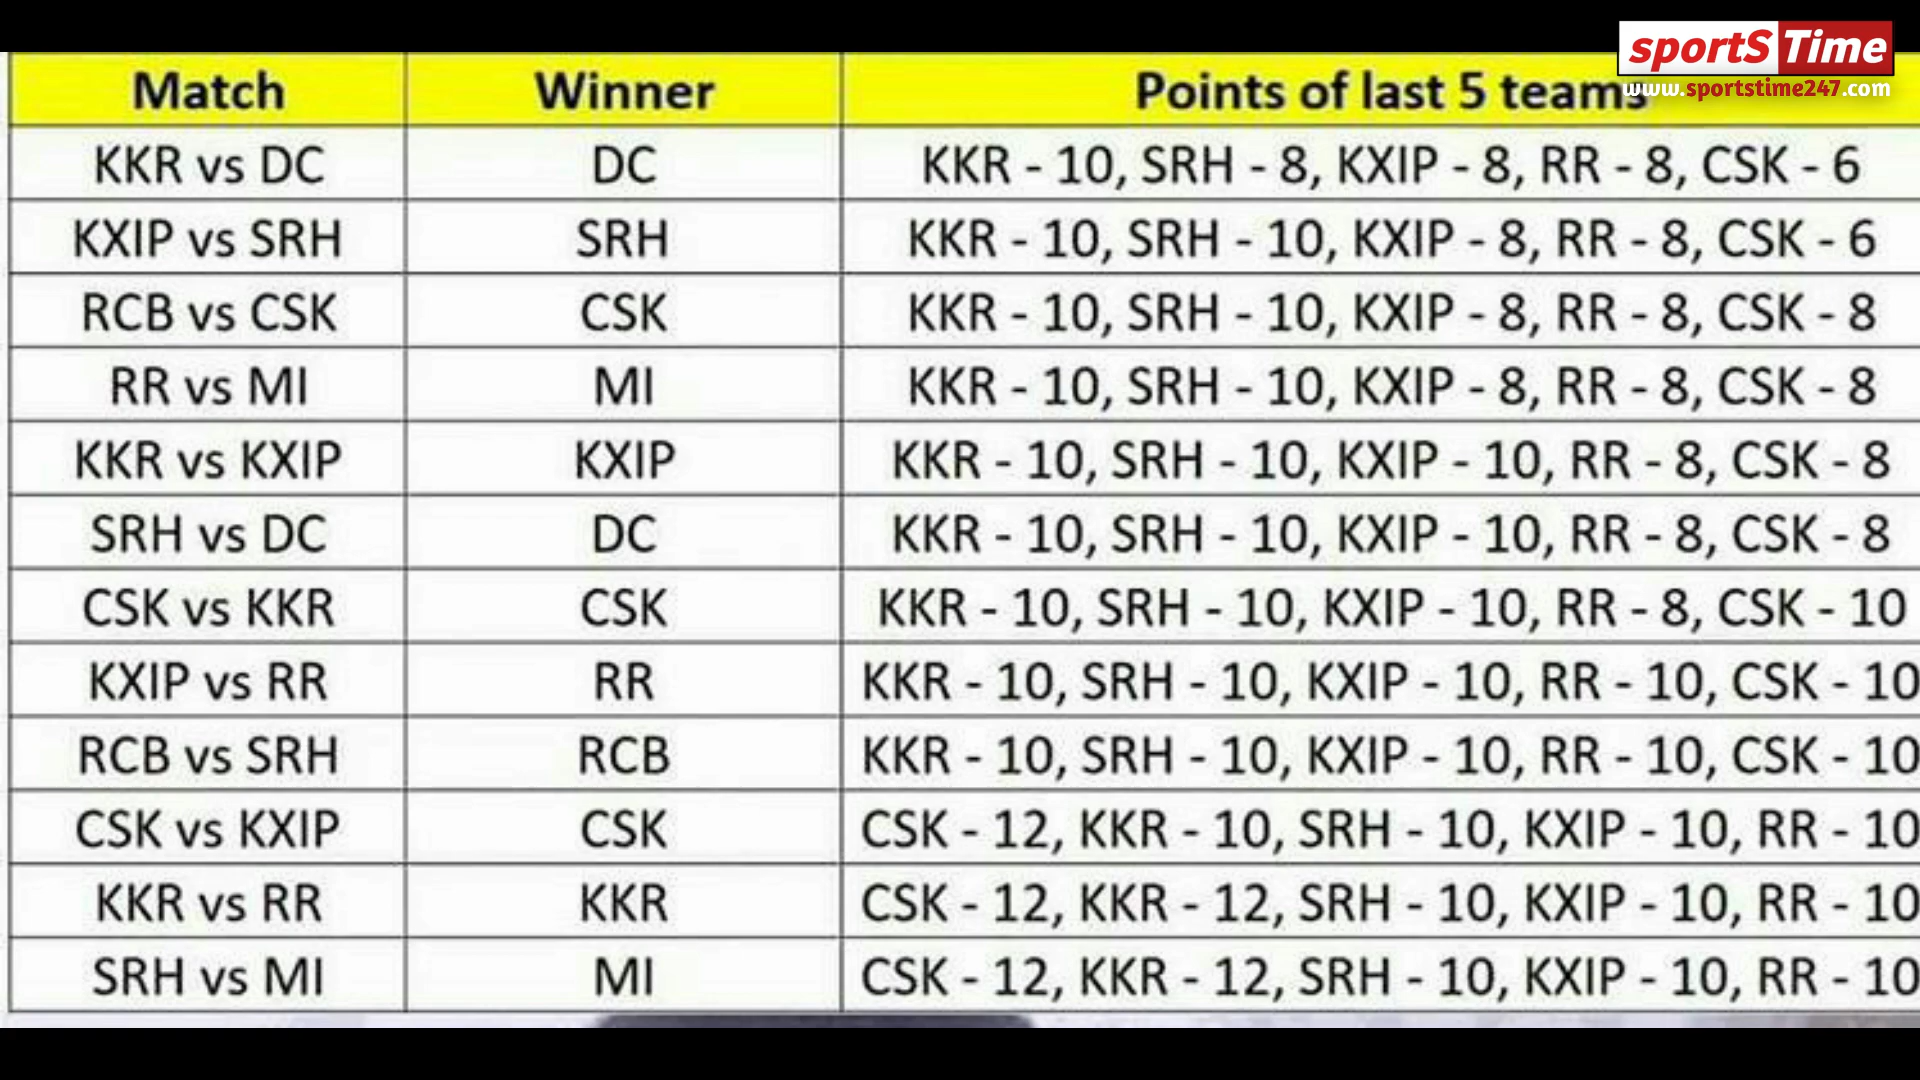 sportS Time
www.sportstime247.com
Match Winner Points of last 5 teams
KKR vs DC DC KKR - 10, SRH - 8, KXIP - 8, RR - 8, CSK - 6
KXIP vs SRH SRH KKR - 10, SRH - 10, KXIP - 8, RR - 8, CSK - 6
RCB vs CSK CSK KKR - 10, SRH - 10, KXIP - 8, RR - 8, CSK - 8
RR vs MI MI KKR - 10, SRH - 10, KXIP - 8, RR - 8, CSK - 8
KKR vs KXIP KXIP KKR - 10, SRH - 10, KXIP - 10, RR - 8, CSK - 8
SRH vs DC DC KKR - 10, SRH - 10, KXIP - 10, RR - 8, CSK - 8
CSK vs KKR CSK KKR - 10, SRH - 10, KXIP - 10, RR - 8, CSK - 10
KXIP vs RR RR KKR - 10, SRH - 10, KXIP - 10, RR - 10, CSK - 10
RCB vs SRH RCB KKR - 10, SRH - 10, KXIP - 10, RR - 10, CSK - 10
CSK vs KXIP CSK CSK - 12, KKR - 10, SRH - 10, KXIP - 10, RR - 10
KKR vs RR KKR CSK - 12, KKR - 12, SRH - 10, KXIP - 10, RR - 10
SRH vs MI MI CSK - 12, KKR - 12, SRH - 10, KXIP - 10, RR - 10